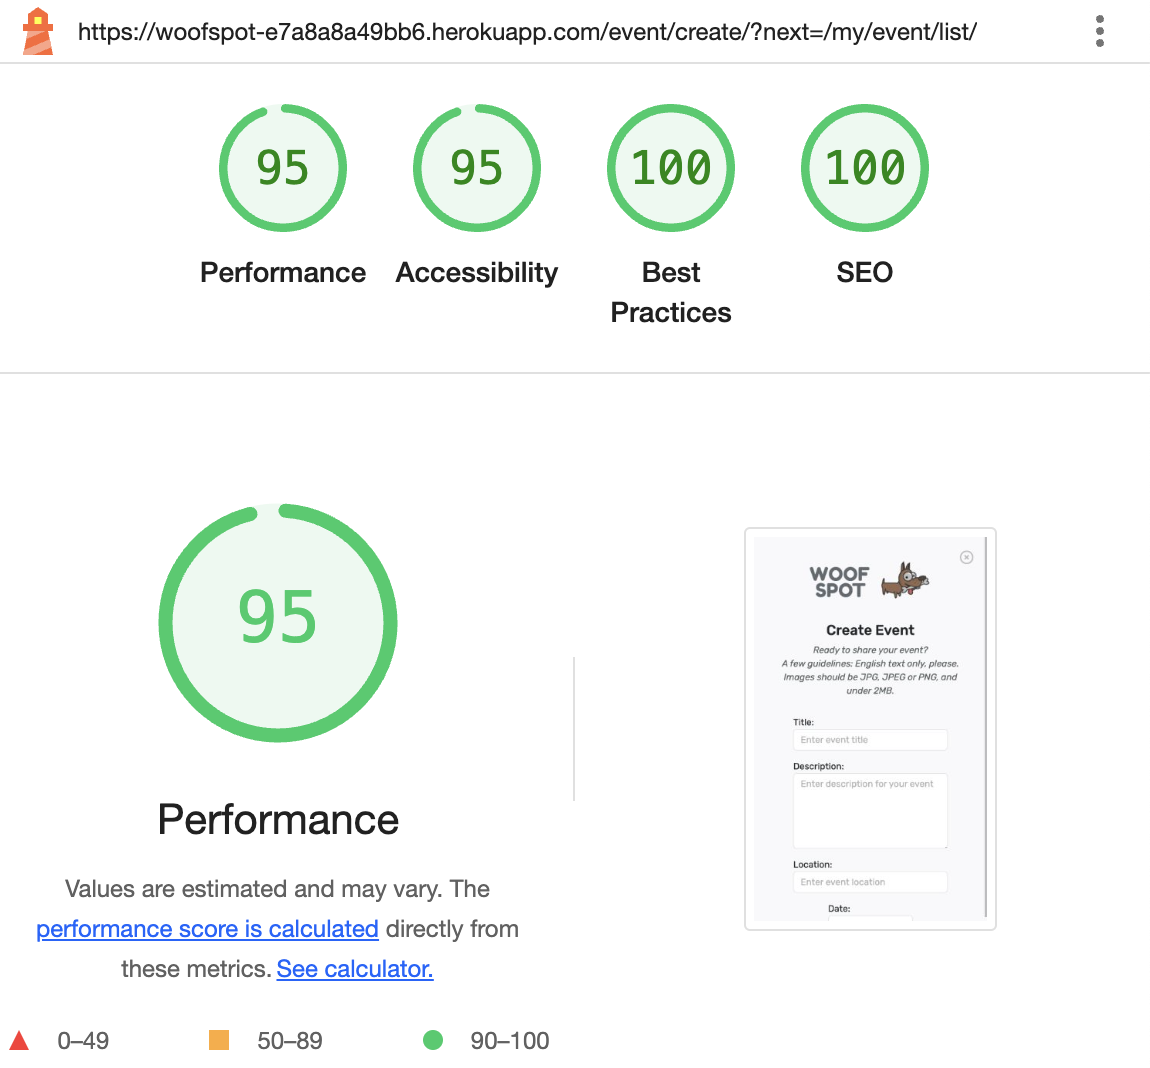 https://woofspot-e7a8a8a49bb6.herokuapp.com/event/create/?next=/my/event/list/
95
95
100
100
Performance
Accessibility
Best
Practices
SEO
95
Performance
Values are estimated and may vary. The
performance score is calculated directly from
these metrics. See calculator.
0–49
50–89
90–100
WOOF
SPOT
Create Event
Ready to share your event?
A few guidelines: English text only, please.
Images should be JPG, JPEG or PNG, and
under 2MB.
Title:
Enter event title
Description:
Enter description for your event
Location:
Enter event location
Date: